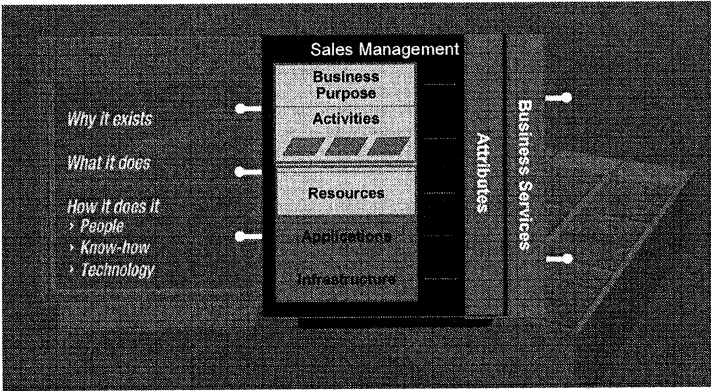 Sales Management
Business
Purpose
Activities
Resources
Applications
Infrastructure
Attributes
Business Services
Why it exists
What it does
How it does it
› People
› Know-how
› Technology